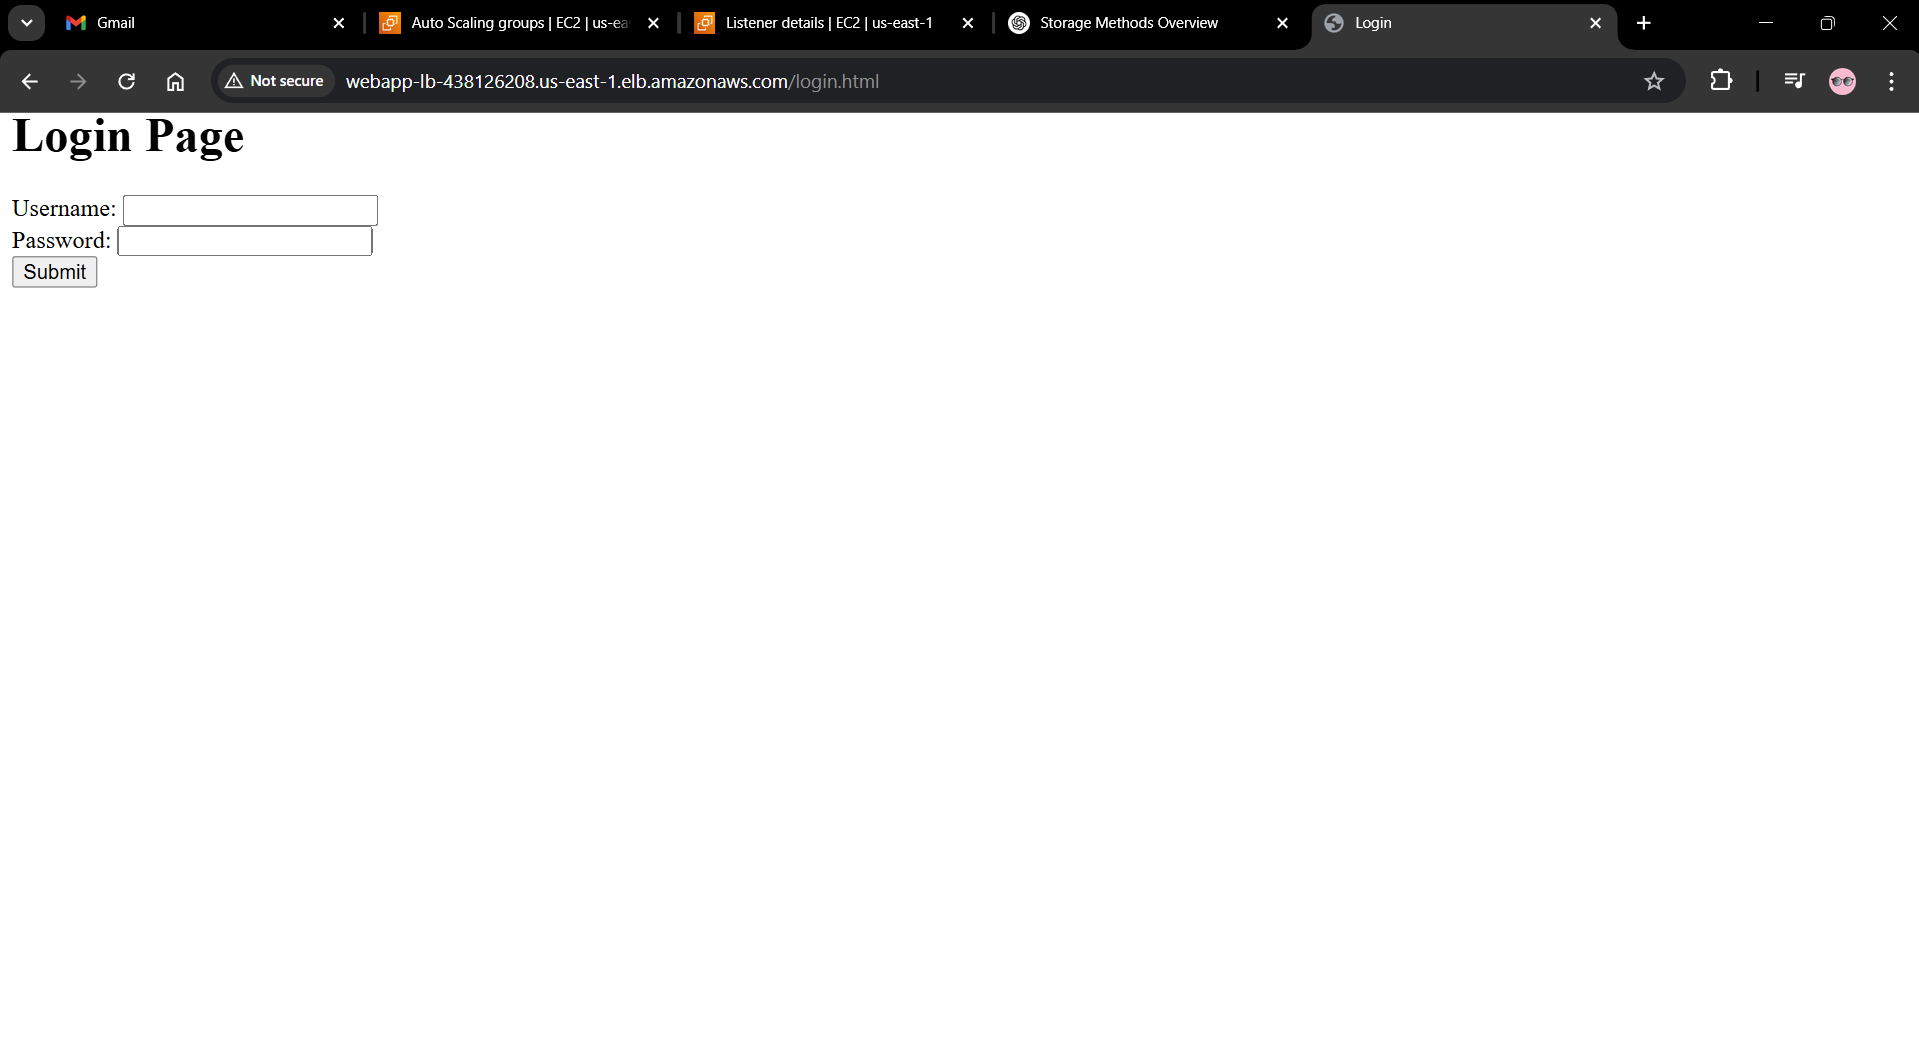 Gmail
Auto Scaling groups | EC2 | us-ea
Listener details | EC2 | us-east-1
Storage Methods Overview
Login
Not secure
webapp-lb-438126208.us-east-1.elb.amazonaws.com/login.html
Login Page
Username:
Password:
Submit